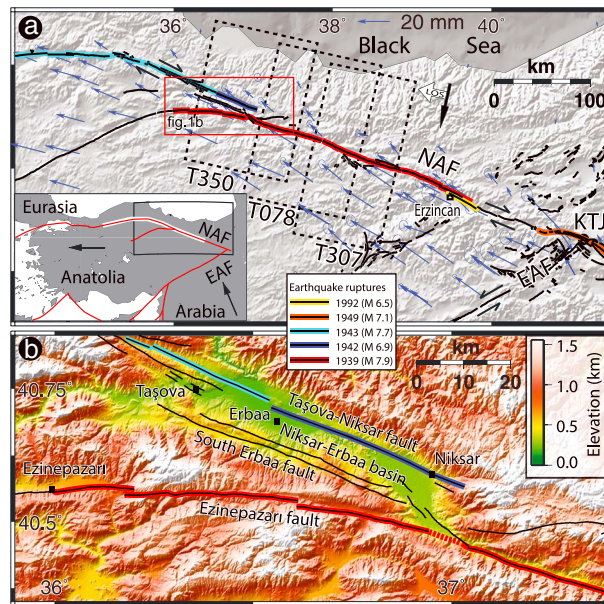 36
38
40
a
20 mm
Black Sea
LOS
km
0
100
fig.1b
NAF
T350
T078
T307
Erzincan
KTJ
EAF
Eurasia
NAF
Anatolia
EAF
Arabia
Earthquake ruptures
1992 (M 6.5)
1949 (M 7.1)
1943 (M 7.7)
1942 (M 6.9)
1939 (M 7.9)
b
km
0 10 20
1.5
1.0
0.5
0.0
Elevation (km)
40.75
Taşova
Erbaa
Taşova-Niksar fault
Niksar-Erbaa basin
Niksar
South Erbaa fault
Ezinepazarı
Ezinepazarı fault
40.5
36
37